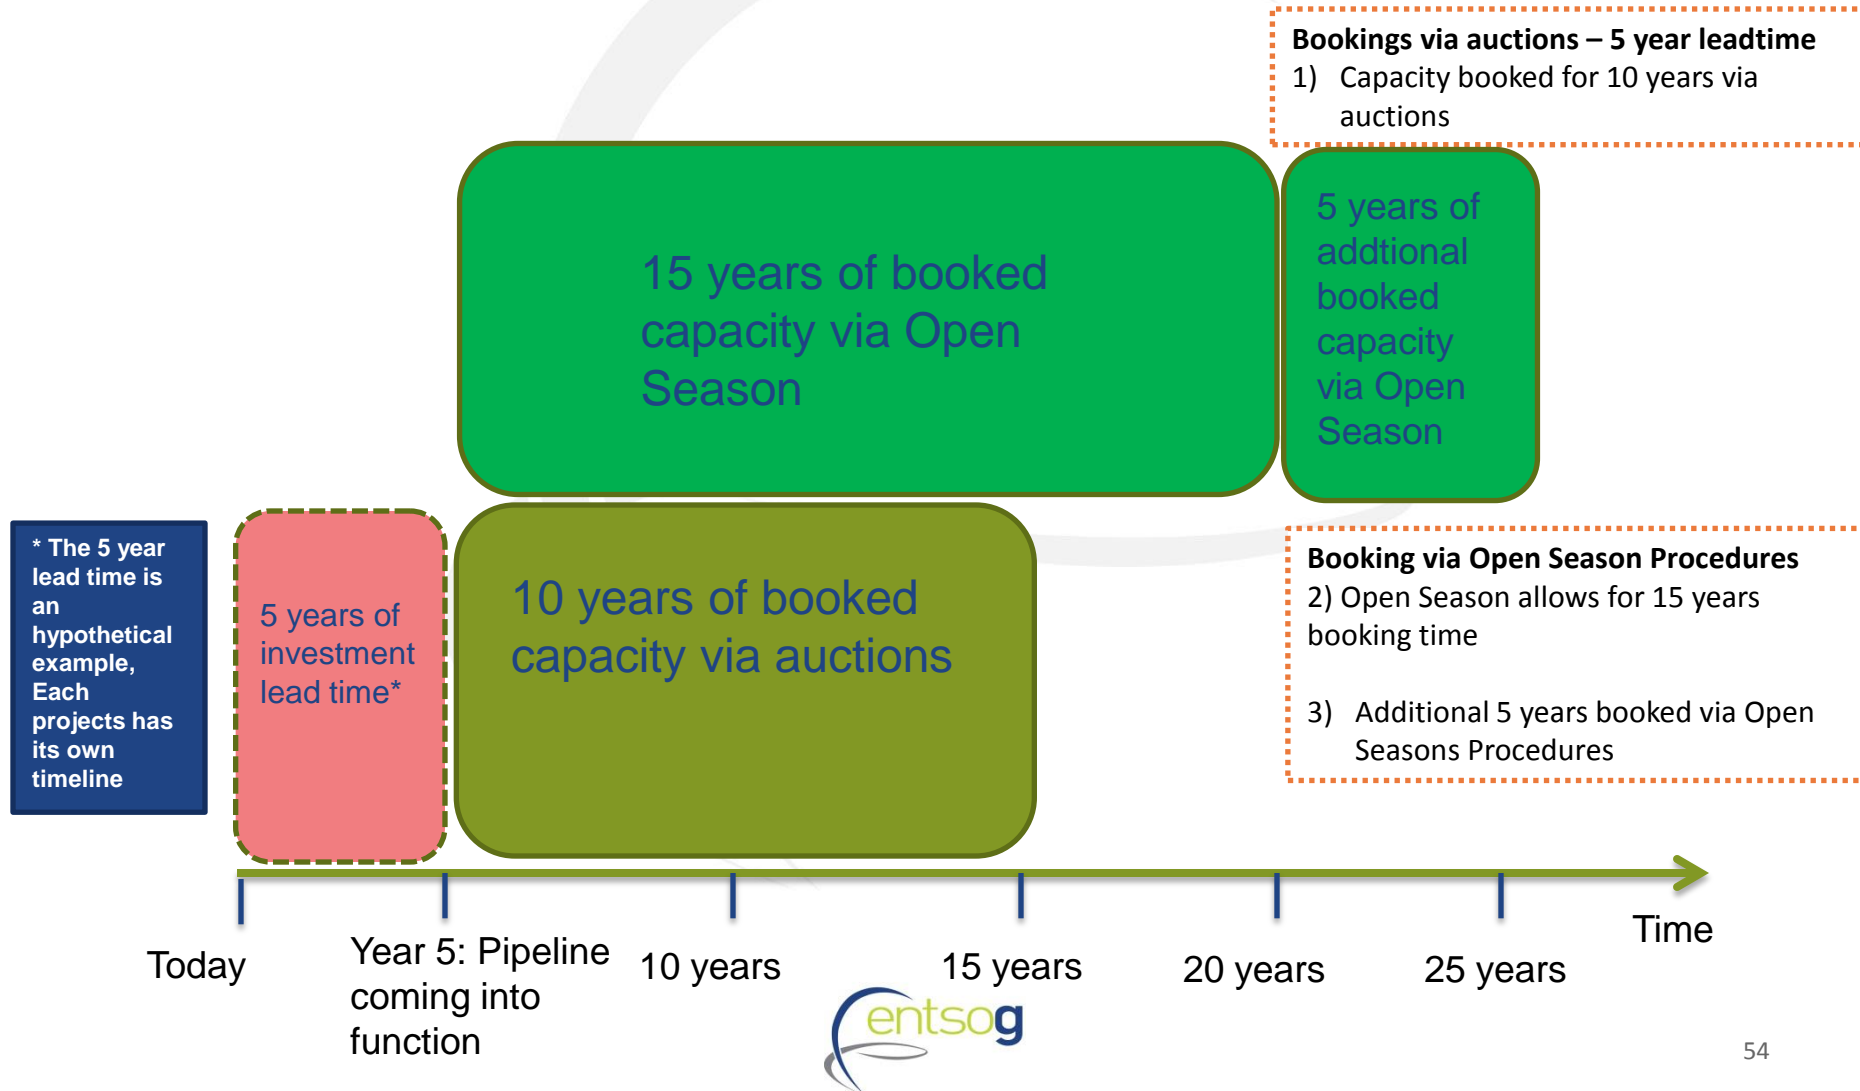 Bookings via auctions – 5 year leadtime
1) Capacity booked for 10 years via
auctions
15 years of booked
capacity via Open
Season
5 years of
addtional
booked
capacity
via Open
Season
* The 5 year
lead time is
an
hypothetical
example,
Each
projects has
its own
timeline
5 years of
investment
lead time*
10 years of booked
capacity via auctions
Booking via Open Season Procedures
2) Open Season allows for 15 years
booking time
3) Additional 5 years booked via Open
Seasons Procedures
Time
Today
Year 5: Pipeline
coming into
function
10 years
15 years
20 years
25 years
entsog
54